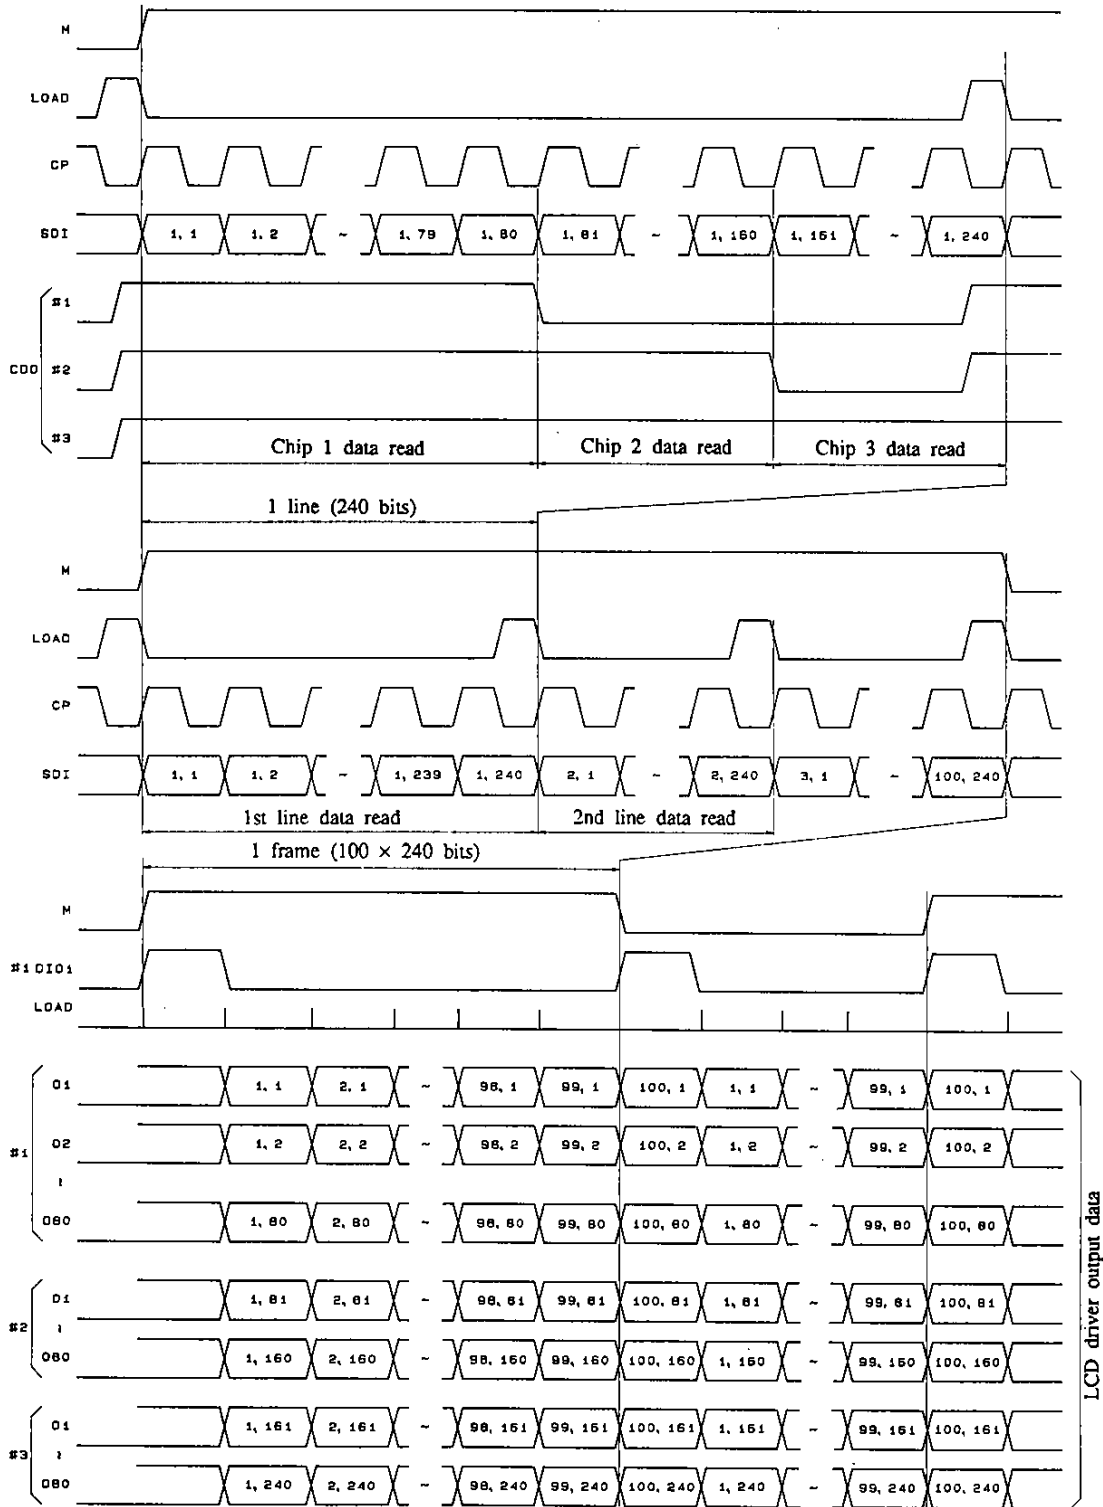 M
LOAD
CP
SDI 1, 1 1, 2 ~ 1, 79 1, 80 1, 81 ~ 1, 160 1, 161 ~ 1, 240
#1
CDO #2
#3
Chip 1 data read Chip 2 data read Chip 3 data read
1 line (240 bits)
M
LOAD
CP
SDI 1, 1 1, 2 ~ 1, 239 1, 240 2, 1 ~ 2, 240 3, 1 ~ 100, 240
1st line data read 2nd line data read
1 frame (100 × 240 bits)
M
#1 DIO1
LOAD
O1 1, 1 2, 1 ~ 98, 1 99, 1 100, 1 1, 1 ~ 99, 1 100, 1
#1 O2 1, 2 2, 2 ~ 98, 2 99, 2 100, 2 1, 2 ~ 99, 2 100, 2
~
O80 1, 80 2, 80 ~ 98, 80 99, 80 100, 80 1, 80 ~ 99, 80 100, 80
O1 1, 81 2, 81 ~ 98, 81 99, 81 100, 81 1, 81 ~ 99, 81 100, 81
#2 ~
O80 1, 160 2, 160 ~ 98, 160 99, 160 100, 160 1, 160 ~ 99, 160 100, 160
O1 1, 161 2, 161 ~ 98, 161 99, 161 100, 161 1, 161 ~ 99, 161 100, 161
#3 ~
O80 1, 240 2, 240 ~ 98, 240 99, 240 100, 240 1, 240 ~ 99, 240 100, 240
LCD driver output data